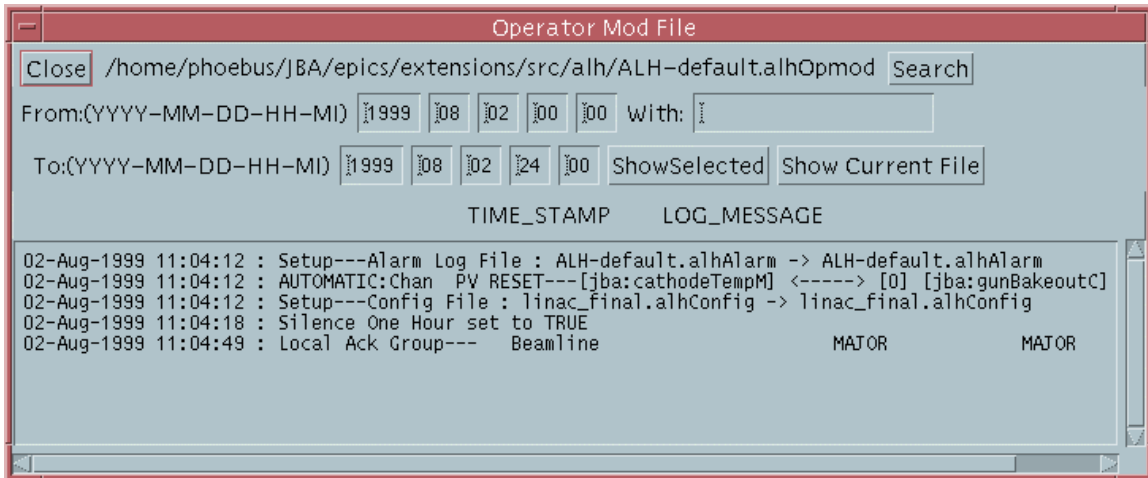 Operator Mod File
Close /home/phoebus/JBA/epics/extensions/src/alh/ALH-default.alhOpmod Search
From:(YYYY-MM-DD-HH-MI) 1999 08 02 00 00 With:
To:(YYYY-MM-DD-HH-MI) 1999 08 02 24 00 ShowSelected Show Current File
TIME_STAMP LOG_MESSAGE
02-Aug-1999 11:04:12 : Setup---Alarm Log File : ALH-default.alhAlarm -> ALH-default.alhAlarm
02-Aug-1999 11:04:12 : AUTOMATIC:Chan PV RESET---[jba:cathodeTempM] <-----> [0] [jba:gunBakeoutC]
02-Aug-1999 11:04:12 : Setup---Config File : linac_final.alhConfig -> linac_final.alhConfig
02-Aug-1999 11:04:18 : Silence One Hour set to TRUE
02-Aug-1999 11:04:49 : Local Ack Group--- Beamline MAJOR MAJOR